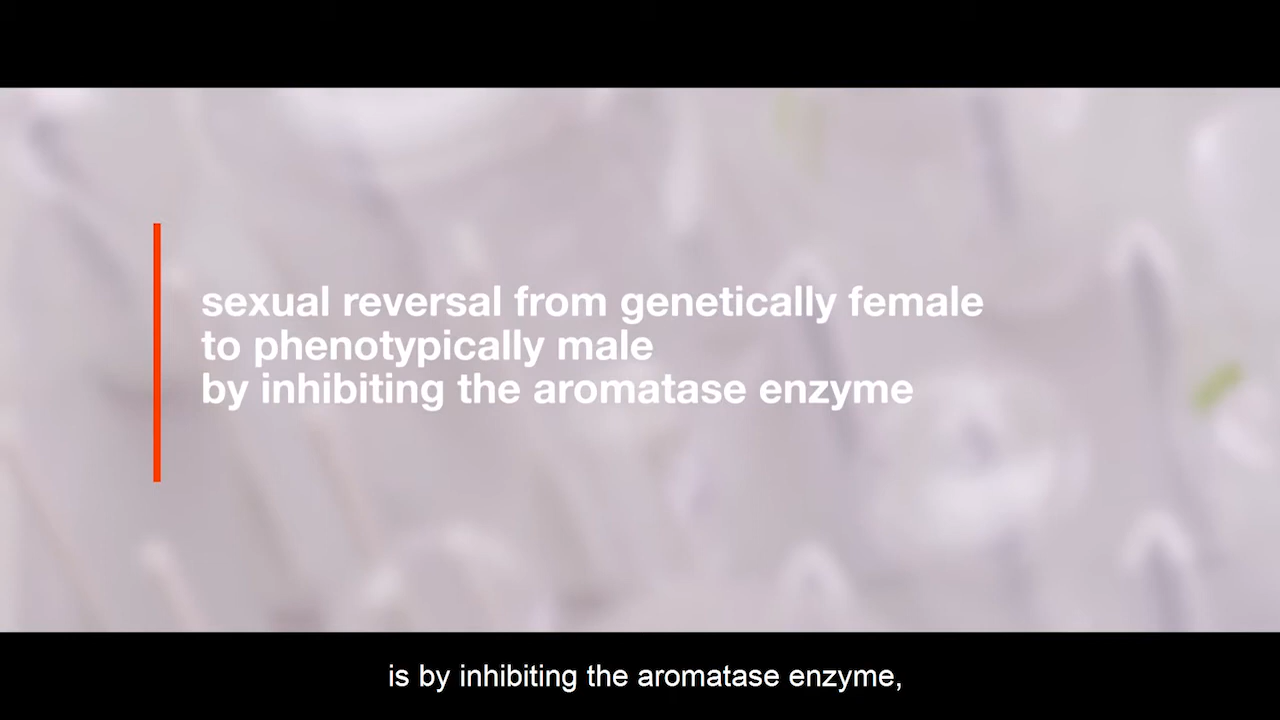 sexual reversal from genetically female
to phenotypically male
by inhibiting the aromatase enzyme
is by inhibiting the aromatase enzyme,